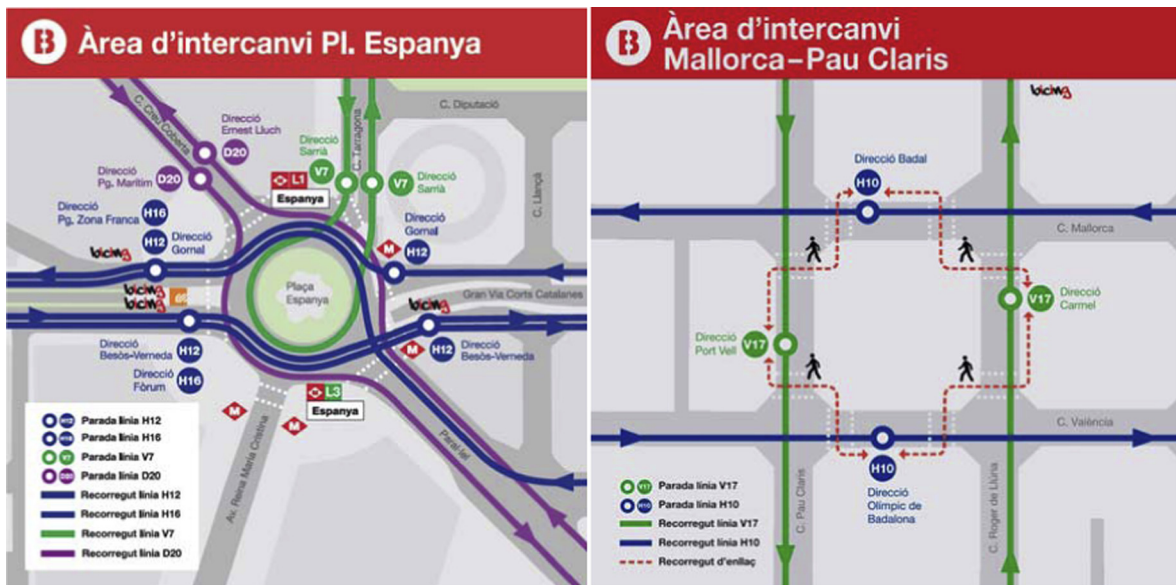 B
Àrea d'intercanvi Pl. Espanya
C. Creu Coberta
Direcció
Ernest Lluch
D20
Direcció
Pg. Marítim
D20
Direcció
Pg. Zona Franca
H16
H12
Direcció
Gornal
bicing
bicing
bicing
L1
Espanya
Direcció
Sarrià
V7
C. Tarragona
V7
Direcció
Sarrià
C. Diputació
C. Llançà
Direcció
Gornal
M
H12
Plaça
Espanya
Gran Via Corts Catalanes
bicing
Direcció
Besòs-Verneda
H12
Direcció
Fòrum
H16
M
H12
Direcció
Besòs-Verneda
L3
Espanya
M
M
Av. Reina Maria Cristina
Paral·lel
H12 Parada línia H12
H16 Parada línia H16
V7 Parada línia V7
D20 Parada línia D20
Recorregut línia H12
Recorregut línia H16
Recorregut línia V7
Recorregut línia D20
B
Àrea d'intercanvi
Mallorca–Pau Claris
bicing
Direcció Badal
H10
C. Mallorca
Direcció
Port Vell
V17
V17
Direcció
Carmel
C. València
H10
Direcció
Olímpic de
Badalona
C. Pau Claris
C. Roger de Llúria
V17 Parada línia V17
H10 Parada línia H10
Recorregut línia V17
Recorregut línia H10
Recorregut d'enllaç